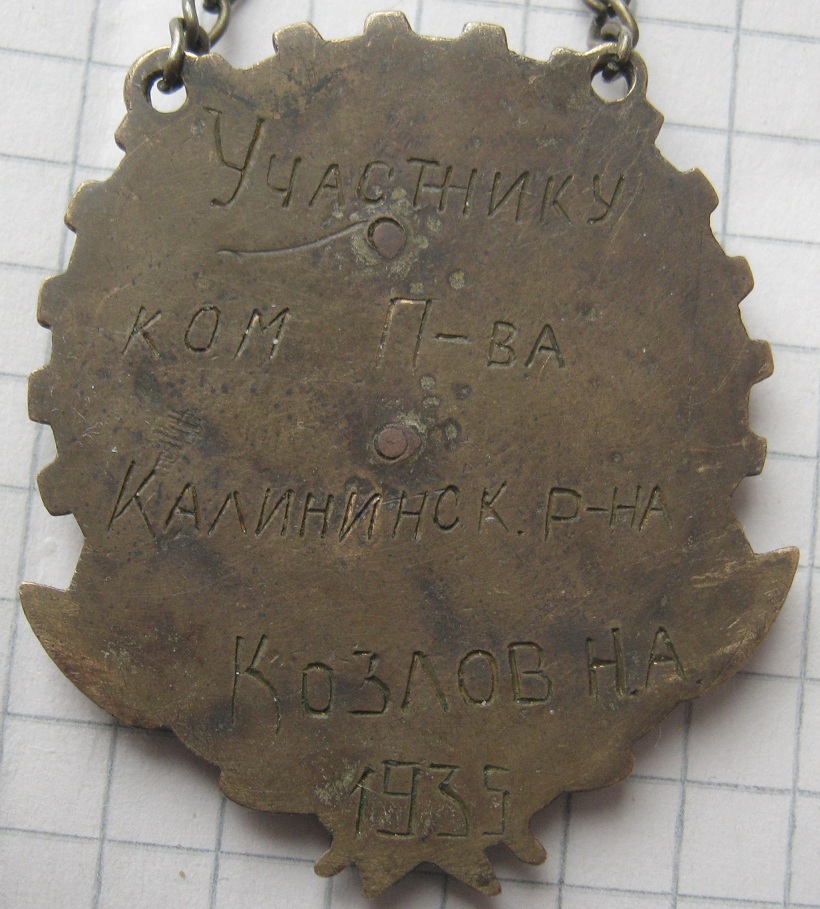 Участнику
ком П-ва
Калининск. р-на
Козлов Н.А.
1935